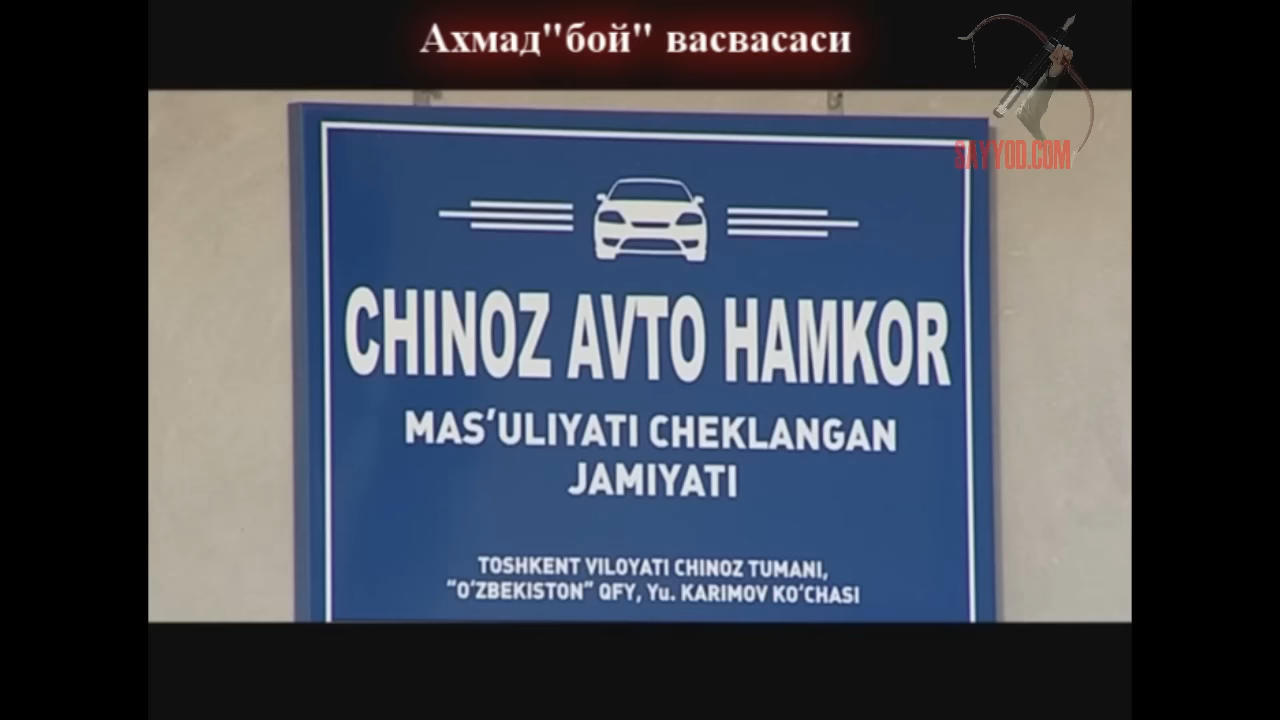 Ахмад"бой" васвасаси
SAYYOD.COM
CHINOZ AVTO HAMKOR
MAS’ULIYATI CHEKLANGAN
JAMIYATI
TOSHKENT VILOYATI CHINOZ TUMANI,
“O‘ZBEKISTON” QFY, Yu. KARIMOV KO‘CHASI